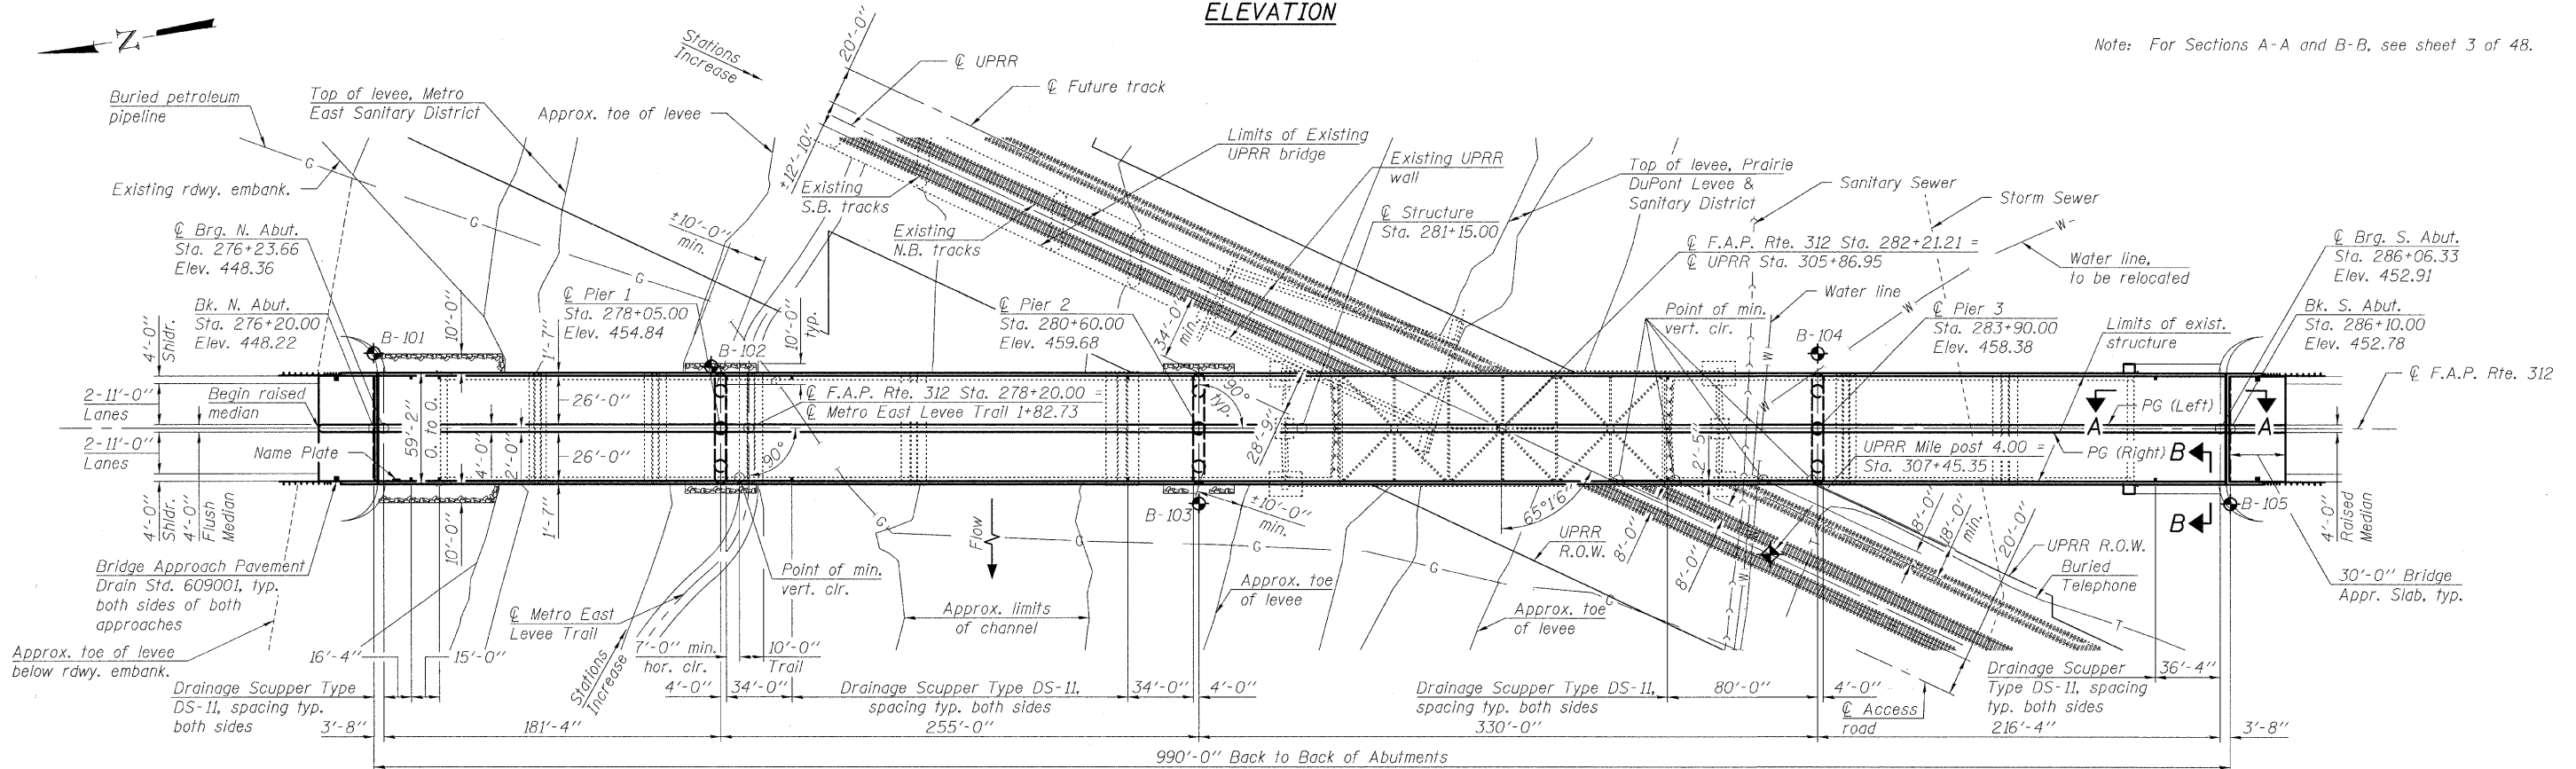 ELEVATION
Z
Note: For Sections A-A and B-B, see sheet 3 of 48.
Stations
Increase
20'-0"
±12'-10"
℄ UPRR
℄ Future track
Buried petroleum
pipeline
Top of levee, Metro
East Sanitary District
Approx. toe of levee
Limits of Existing
UPRR bridge
Existing UPRR
wall
Top of levee, Prairie
DuPont Levee &
Sanitary District
Sanitary Sewer
Storm Sewer
Existing rdwy. embank.
G
Existing
S.B. tracks
Existing
N.B. tracks
±10'-0"
min.
℄ Structure
Sta. 281+15.00
℄ F.A.P. Rte. 312 Sta. 282+21.21 =
℄ UPRR Sta. 305+86.95
Water line,
to be relocated
W
℄ Brg. N. Abut.
Sta. 276+23.66
Elev. 448.36
Bk. N. Abut.
Sta. 276+20.00
Elev. 448.22
℄ Pier 1
Sta. 278+05.00
Elev. 454.84
℄ Pier 2
Sta. 280+60.00
Elev. 459.68
Point of min.
vert. clr.
Water line
℄ Pier 3
Sta. 283+90.00
Elev. 458.38
Limits of exist.
structure
℄ Brg. S. Abut.
Sta. 286+06.33
Elev. 452.91
Bk. S. Abut.
Sta. 286+10.00
Elev. 452.78
4'-0"
Shldr.
B-101
10'-0"
1'-7"
B-102
10'-0"
typ.
34'-0"
min.
B-104
2-11'-0"
Lanes
Begin raised
median
26'-0"
℄ F.A.P. Rte. 312 Sta. 278+20.00 =
℄ Metro East Levee Trail 1+82.73
90°
typ.
28'-9"
℄ F.A.P. Rte. 312
PG (Left)
A
A
59'-2"
O. to O.
4'-0"
2'-0"
26'-0"
90°
2-11'-0"
Lanes
Name Plate
2'-5"
UPRR Mile post 4.00 =
Sta. 307+45.35
PG (Right)
B
B
B-105
4'-0"
Raised
Median
4'-0"
Shldr.
4'-0"
Flush
Median
10'-0"
1'-7"
B-103
±10'-0"
min.
65°1'6"
8'-0"
8'-0"
8'-0"
18'-0"
min.
20'-0"
T
Flow
G
UPRR
R.O.W.
UPRR R.O.W.
Buried
Telephone
Bridge Approach Pavement
Drain Std. 609001, typ.
both sides of both
approaches
Point of min.
vert. clr.
℄ Metro East
Levee Trail
Approx. limits
of channel
Approx. toe
of levee
Approx. toe
of levee
30'-0" Bridge
Appr. Slab, typ.
Approx. toe of levee
below rdwy. embank.
16'-4"
15'-0"
Stations
Increase
7'-0" min.
hor. clr.
10'-0"
Trail
Drainage Scupper Type
DS-11, spacing typ.
both sides
4'-0"
34'-0"
Drainage Scupper Type DS-11,
spacing typ. both sides
34'-0"
4'-0"
Drainage Scupper Type DS-11,
spacing typ. both sides
80'-0"
4'-0"
℄ Access
road
Drainage Scupper
Type DS-11, spacing
typ. both sides
36'-4"
3'-8"
181'-4"
255'-0"
330'-0"
216'-4"
3'-8"
990'-0" Back to Back of Abutments